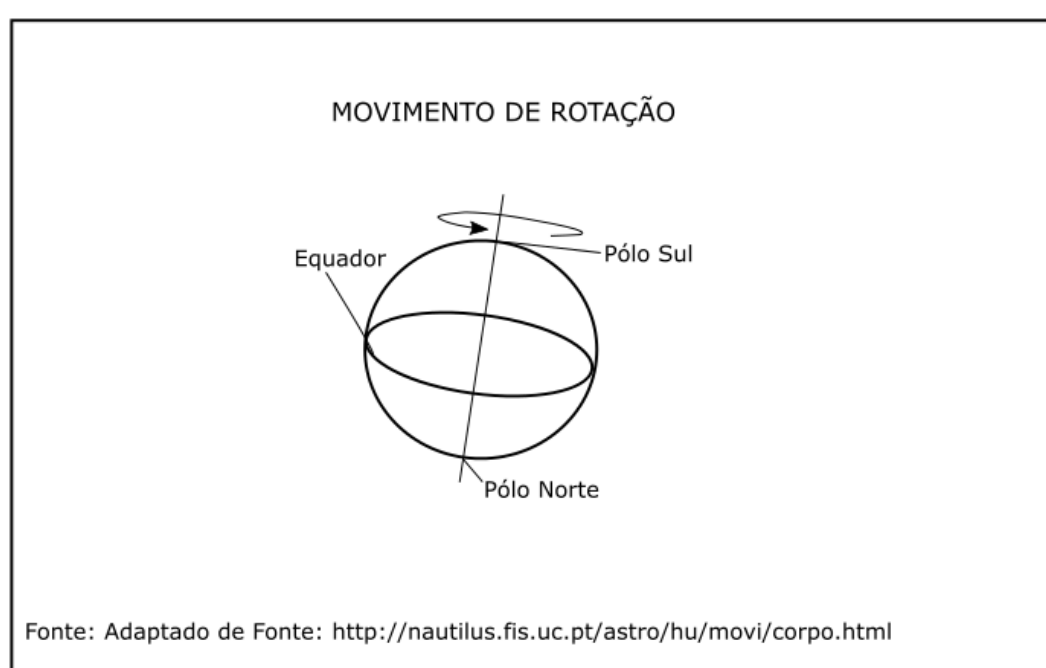 MOVIMENTO DE ROTAÇÃO
Pólo Sul
Equador
Pólo Norte
Fonte: Adaptado de Fonte: http://nautilus.fis.uc.pt/astro/hu/movi/corpo.html